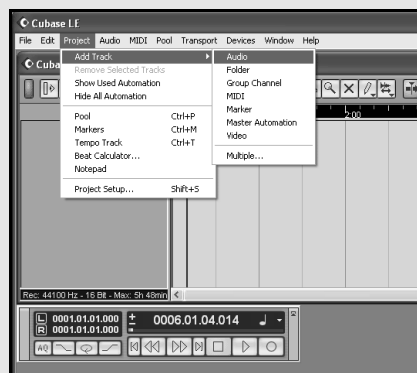 Cubase LE
File Edit Project Audio MIDI Pool Transport Devices Window Help
Add Track
Remove Selected Tracks
Show Used Automation
Hide All Automation
Pool Ctrl+P
Markers Ctrl+M
Tempo Track Ctrl+T
Beat Calculator...
Notepad
Project Setup... Shift+S
Audio
Folder
Group Channel
MIDI
Marker
Master Automation
Video
Multiple...
Cuba
2:00
Rec: 44100 Hz - 16 Bit - Max: 5h 48min
L 0001.01.01.000
R 0001.01.01.000
0006.01.04.014
AQ